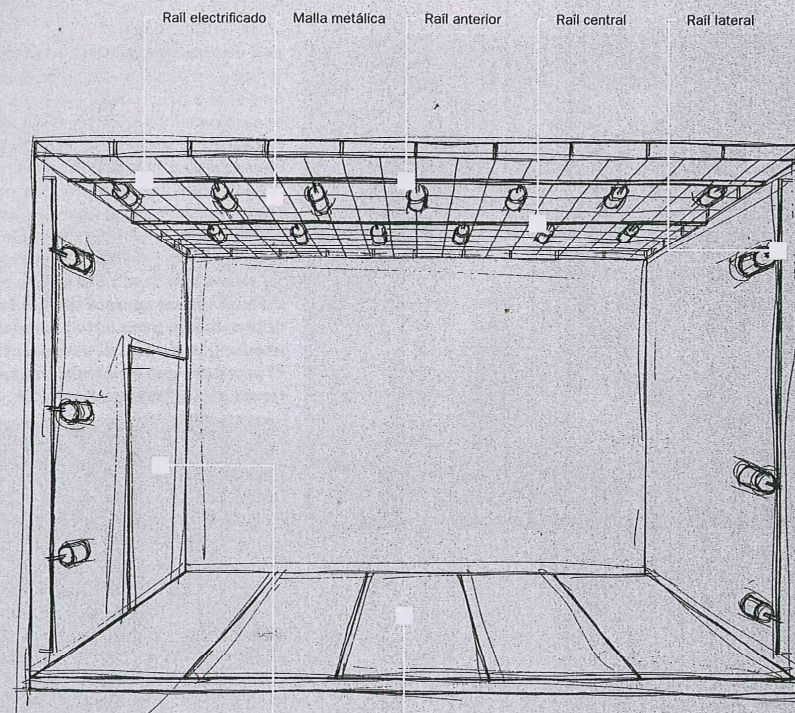 Raíl electrificado
Malla metálica
Raíl anterior
Raíl central
Raíl lateral